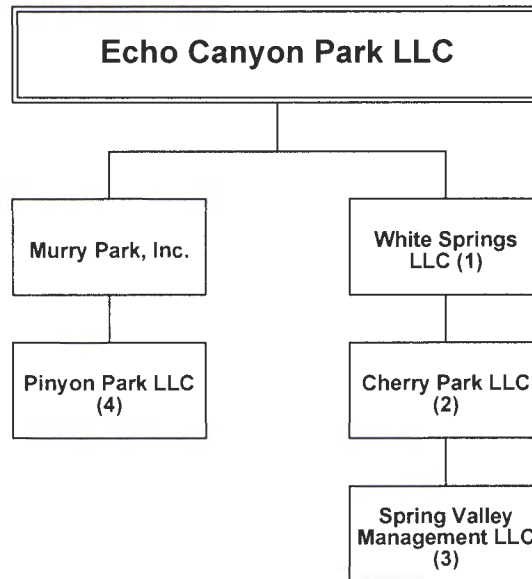 Echo Canyon Park LLC
Murry Park, Inc.
White Springs
LLC (1)
Pinyon Park LLC
(4)
Cherry Park LLC
(2)
Spring Valley
Management LLC
(3)